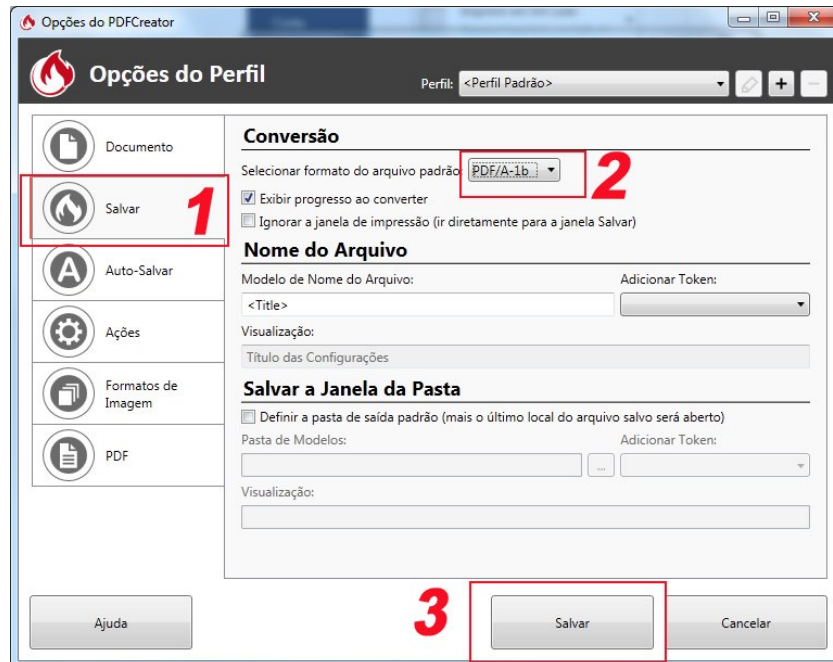 Opções do PDFCreator
Opções do Perfil
Perfil: <Perfil Padrão>
Documento
Salvar
Auto-Salvar
Ações
Formatos de
Imagem
PDF
1
Conversão
Selecionar formato do arquivo padrão: PDF/A-1b
2
Exibir progresso ao converter
Ignorar a janela de impressão (ir diretamente para a janela Salvar)
Nome do Arquivo
Modelo de Nome do Arquivo: Adicionar Token:
<Title>
Visualização:
Título das Configurações
Salvar a Janela da Pasta
Definir a pasta de saída padrão (mais o último local do arquivo salvo será aberto)
Pasta de Modelos: Adicionar Token:
...
Visualização:
3
Ajuda Salvar Cancelar